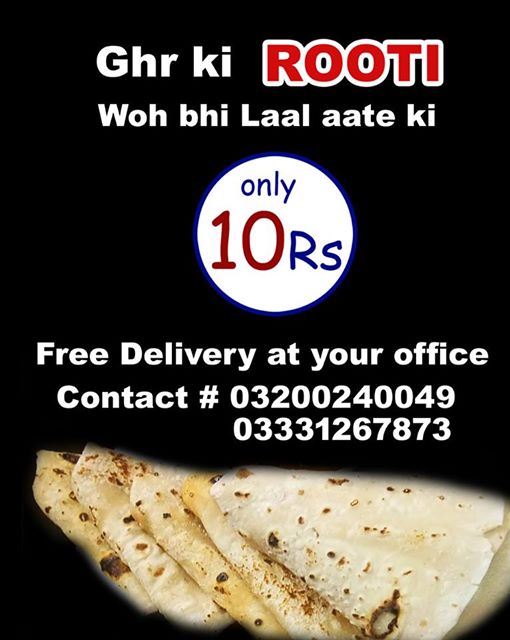 Ghr ki ROOTI
Woh bhi Laal aate ki
only
10Rs
Free Delivery at your office
Contact # 03200240049
03331267873